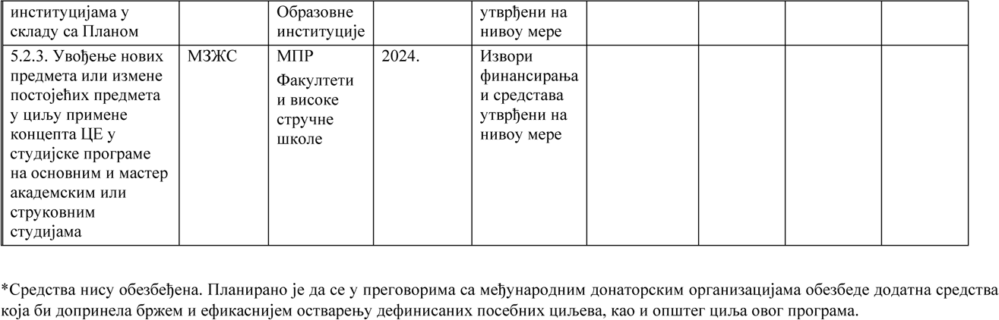 институцијама у
складу са Планом
Образовне
институције
утврђени на
нивоу мере
5.2.3. Увођење нових
предмета или измене
постојећих предмета
у циљу примене
концепта ЦЕ у
студијске програме
на основним и мастер
академским или
струковним
студијама
МЗЖС
МПР
Факултети
и високе
стручне
школе
2024.
Извори
финансирања
и средстава
утврђени на
нивоу мере
*Средства нису обезбеђена. Планирано је да се у преговорима са међународним донаторским организацијама обезбеде додатна средства
која би допринела бржем и ефикаснијем остварењу дефинисаних посебних циљева, као и општег циља овог програма.